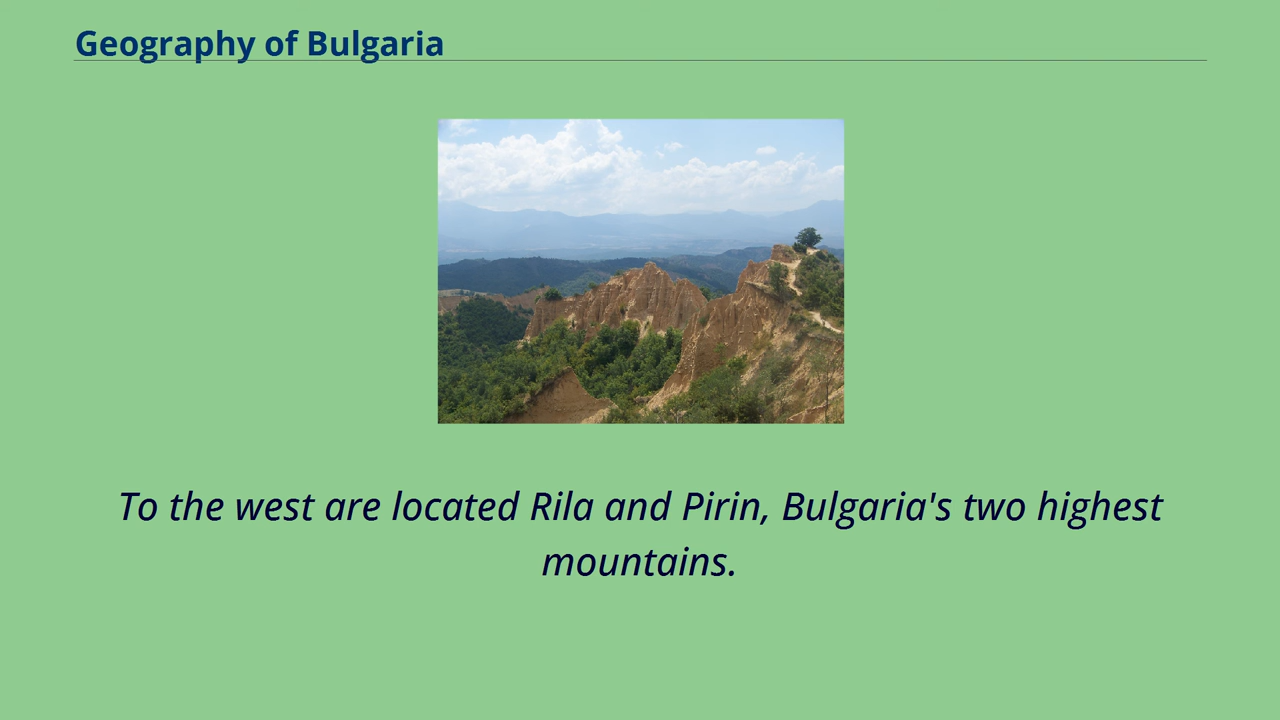 Geography of Bulgaria
To the west are located Rila and Pirin, Bulgaria's two highest
mountains.